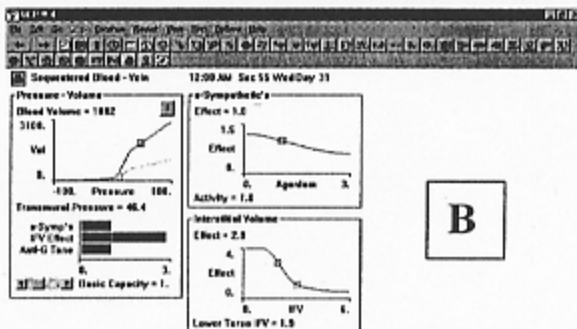 Sequestered Blood - Vein 12:00 AM Sec 55 Wed Day 31
Pressure - Volume
Blood Volume = 1002
3100.
Vol
0.
-100. Pressure 100.
Transmural Pressure = 46.4
a-Symp's
IFV Effect
Anti-G Tone
0. 3.
Basic Capacity = 1.
a-Sympathetic's
Effect = 1.0
1.5
Effect
0.
0. Agonism 3.
Activity = 1.0
Interstitial Volume
Effect = 2.8
4.
Effect
0.
0. IFV 6.
Lower Torso IFV = 1.5
B